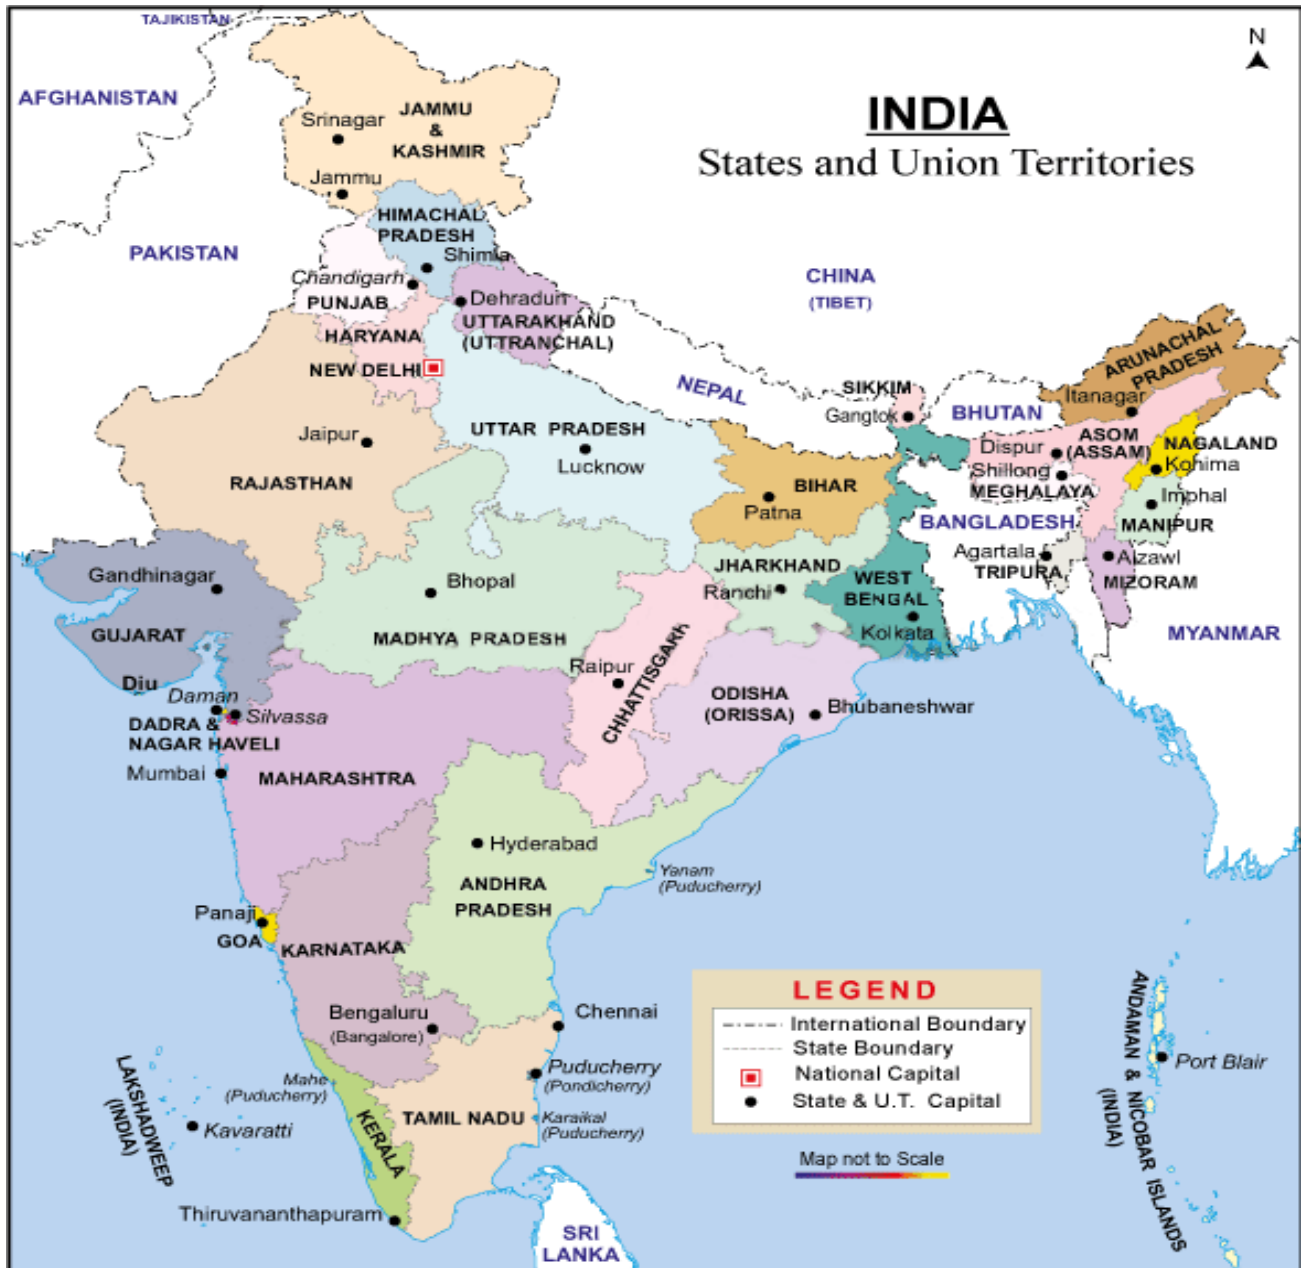 TAJIKISTAN
N
AFGHANISTAN
INDIA
States and Union Territories
JAMMU
&
KASHMIR
Srinagar
Jammu
HIMACHAL
PRADESH
Shimla
PAKISTAN
Chandigarh
PUNJAB
CHINA
(TIBET)
Dehradun
UTTARAKHAND
(UTTRANCHAL)
HARYANA
NEW DELHI
NEPAL
SIKKIM
Gangtok
BHUTAN
ARUNACHAL
PRADESH
Itanagar
Jaipur
RAJASTHAN
UTTAR PRADESH
Lucknow
BIHAR
Patna
Dispur
ASOM
(ASSAM)
NAGALAND
Kohima
Shillong
MEGHALAYA
Imphal
MANIPUR
BANGLADESH
Agartala
TRIPURA
Aizawl
MIZORAM
MYANMAR
Gandhinagar
GUJARAT
Bhopal
MADHYA PRADESH
JHARKHAND
Ranchi
WEST
BENGAL
Kolkata
Diu
Daman
Silvassa
DADRA &
NAGAR HAVELI
Mumbai
MAHARASHTRA
Raipur
CHHATTISGARH
ODISHA
(ORISSA)
Bhubaneshwar
Hyderabad
ANDHRA
PRADESH
Yanam
(Puducherry)
Panaji
GOA
KARNATAKA
Bengaluru
(Bangalore)
Chennai
Puducherry
(Pondicherry)
Mahe
(Puducherry)
KERALA
TAMIL NADU
Karaikal
(Puducherry)
Thiruvananthapuram
LAKSHADWEEP
(INDIA)
Kavaratti
SRI
LANKA
LEGEND
International Boundary
State Boundary
National Capital
State & U.T. Capital
Map not to Scale
ANDAMAN & NICOBAR ISLANDS
(INDIA)
Port Blair